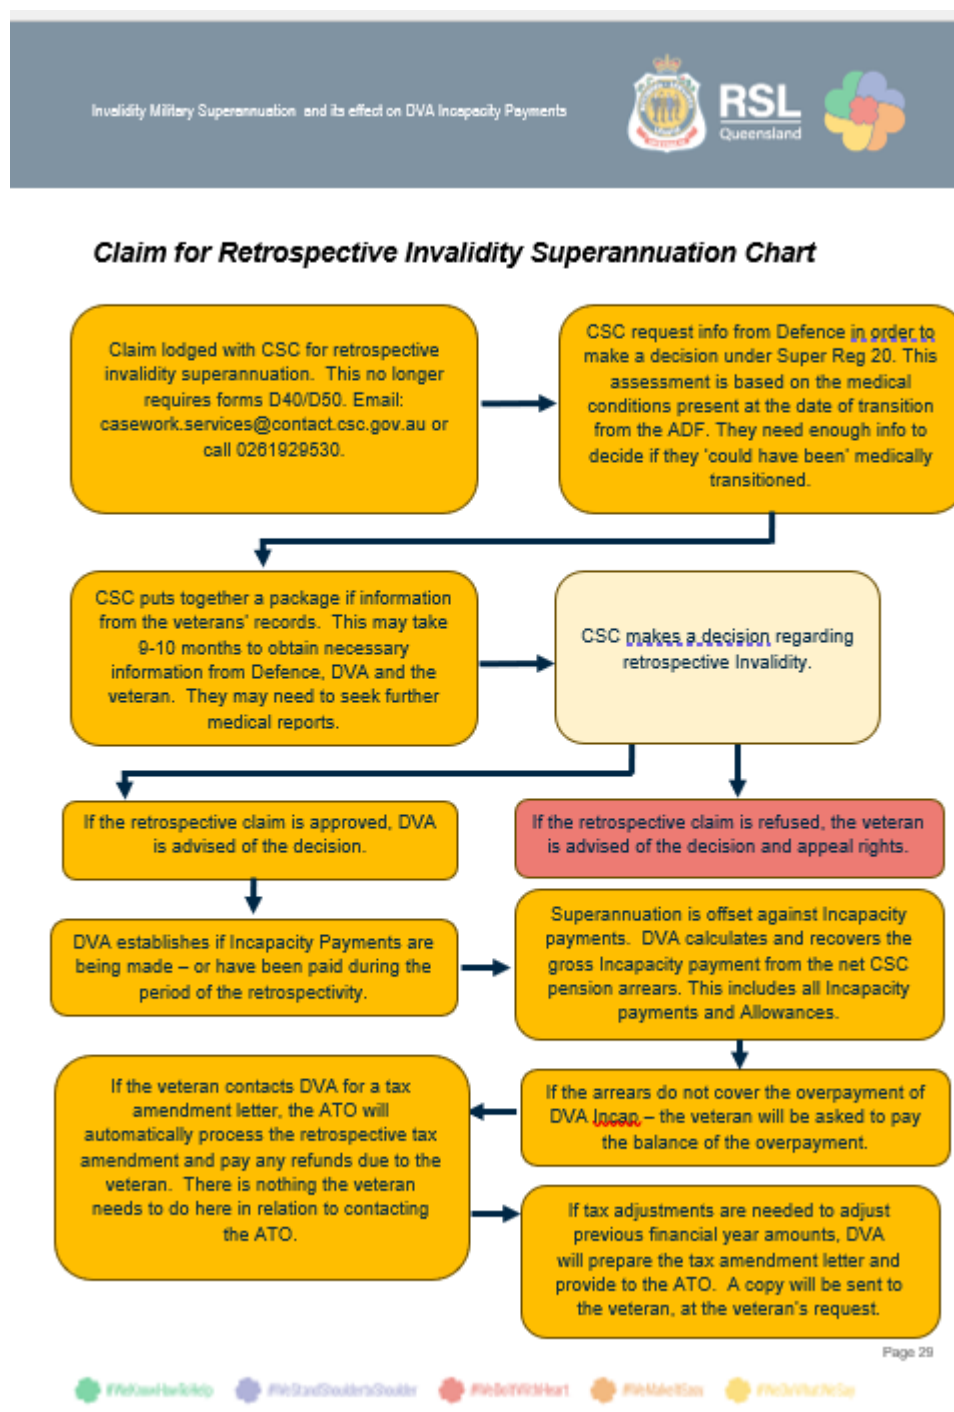 Invalidity Military Superannuation and its effect on DVA Incapacity Payments
RSL
Queensland
Claim for Retrospective Invalidity Superannuation Chart
Claim lodged with CSC for retrospective
invalidity superannuation. This no longer
requires forms D40/D50. Email:
casework.services@contact.csc.gov.au or
call 0261929530.
CSC request info from Defence in order to
make a decision under Super Reg 20. This
assessment is based on the medical
conditions present at the date of transition
from the ADF. They need enough info to
decide if they 'could have been' medically
transitioned.
CSC puts together a package if information
from the veterans' records. This may take
9-10 months to obtain necessary
information from Defence, DVA and the
veteran. They may need to seek further
medical reports.
CSC makes a decision regarding
retrospective Invalidity.
If the retrospective claim is approved, DVA
is advised of the decision.
If the retrospective claim is refused, the veteran
is advised of the decision and appeal rights.
DVA establishes if Incapacity Payments are
being made – or have been paid during the
period of the retrospectivity.
Superannuation is offset against Incapacity
payments. DVA calculates and recovers the
gross Incapacity payment from the net CSC
pension arrears. This includes all Incapacity
payments and Allowances.
If the arrears do not cover the overpayment of
DVA Incap – the veteran will be asked to pay
the balance of the overpayment.
If the veteran contacts DVA for a tax
amendment letter, the ATO will
automatically process the retrospective tax
amendment and pay any refunds due to the
veteran. There is nothing the veteran
needs to do here in relation to contacting
the ATO.
If tax adjustments are needed to adjust
previous financial year amounts, DVA
will prepare the tax amendment letter and
provide to the ATO. A copy will be sent to
the veteran, at the veteran's request.
Page 29
#WeKnowHowToHelp
#WeStandShouldertoShoulder
#WeDoItWithHeart
#WeMakeItEasy
#WeDoWhatWeSay